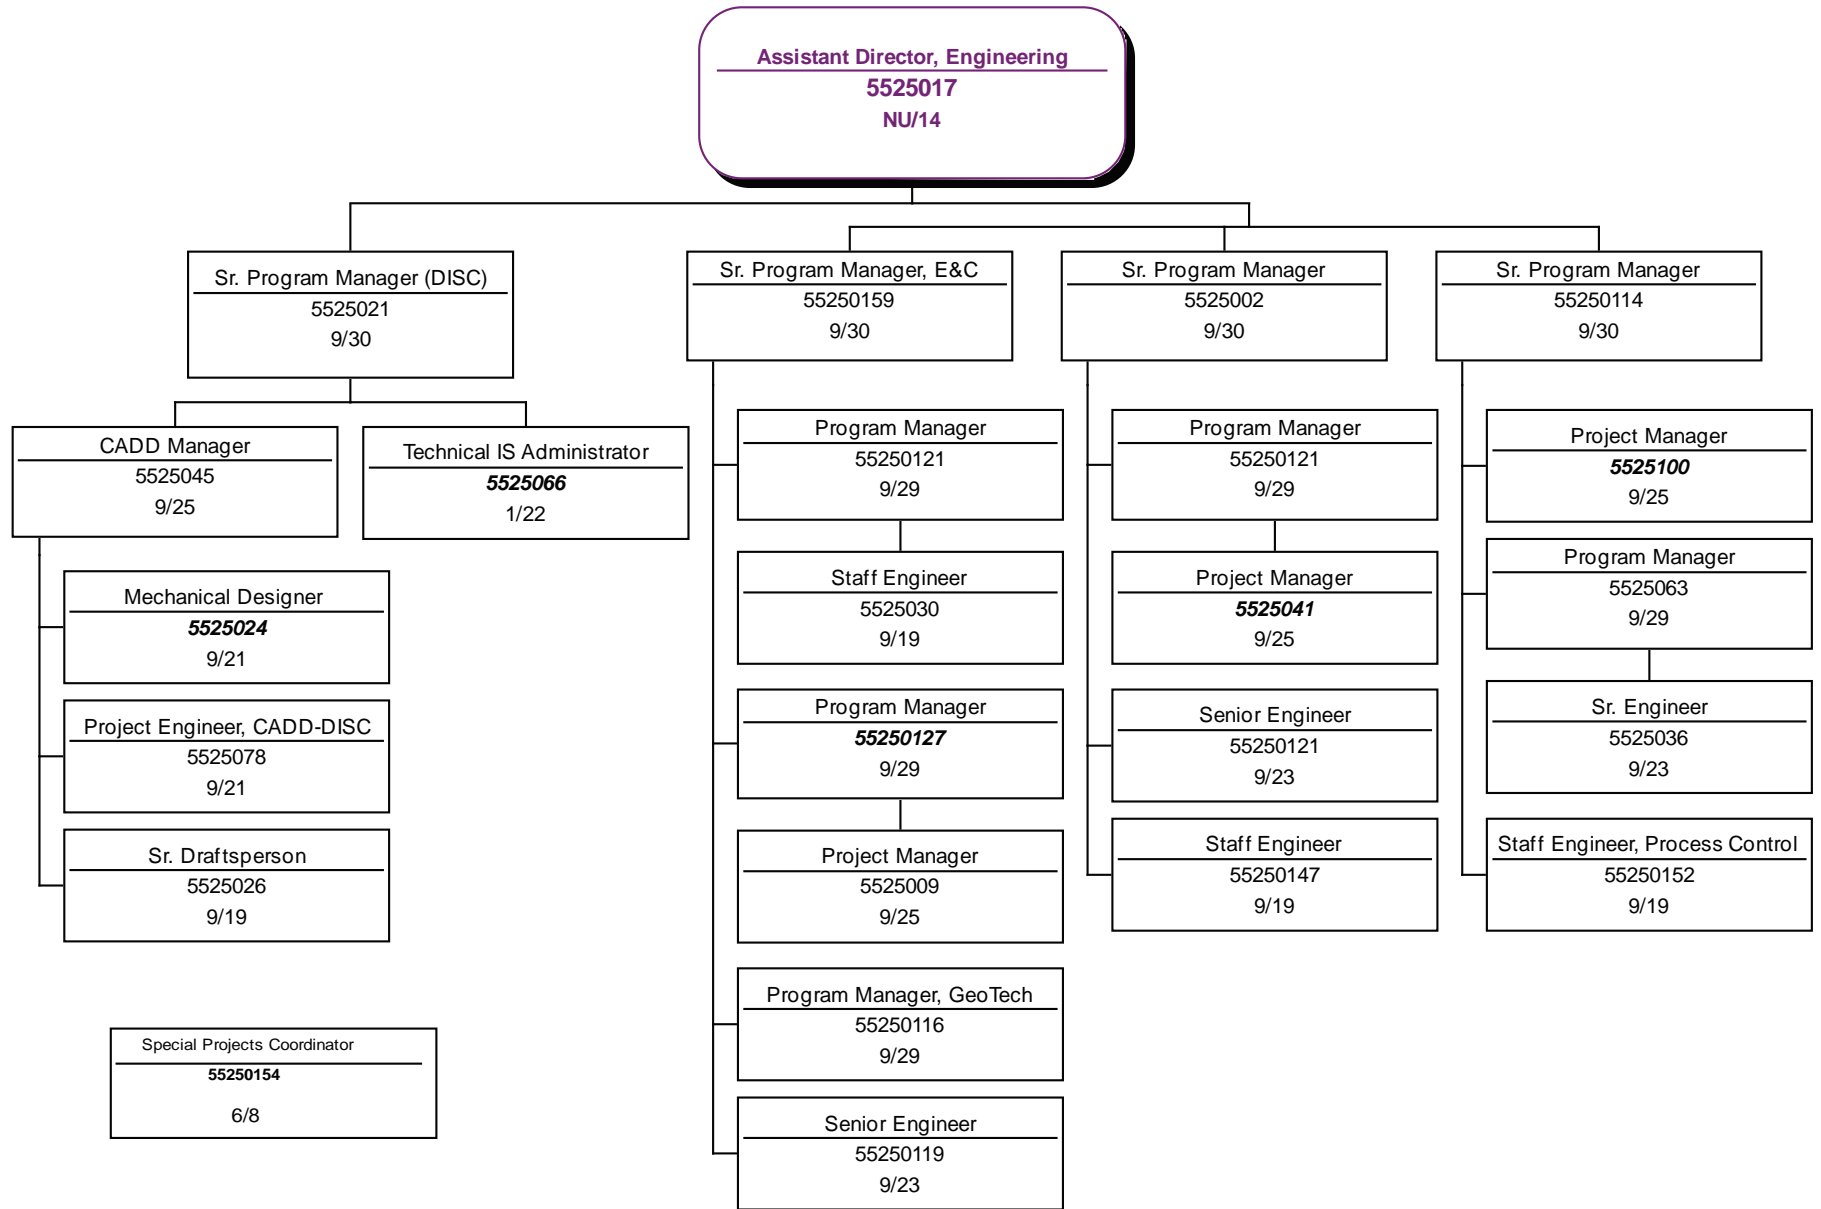 Assistant Director, Engineering
5525017
NU/14
Sr. Program Manager (DISC)
5525021
9/30
Sr. Program Manager, E&C
55250159
9/30
Sr. Program Manager
5525002
9/30
Sr. Program Manager
55250114
9/30
CADD Manager
5525045
9/25
Technical IS Administrator
5525066
1/22
Mechanical Designer
5525024
9/21
Project Engineer, CADD-DISC
5525078
9/21
Sr. Draftsperson
5525026
9/19
Special Projects Coordinator
55250154
6/8
Program Manager
55250121
9/29
Staff Engineer
5525030
9/19
Program Manager
55250127
9/29
Project Manager
5525009
9/25
Program Manager, GeoTech
55250116
9/29
Senior Engineer
55250119
9/23
Program Manager
55250121
9/29
Project Manager
5525041
9/25
Senior Engineer
55250121
9/23
Staff Engineer
55250147
9/19
Project Manager
5525100
9/25
Program Manager
5525063
9/29
Sr. Engineer
5525036
9/23
Staff Engineer, Process Control
55250152
9/19